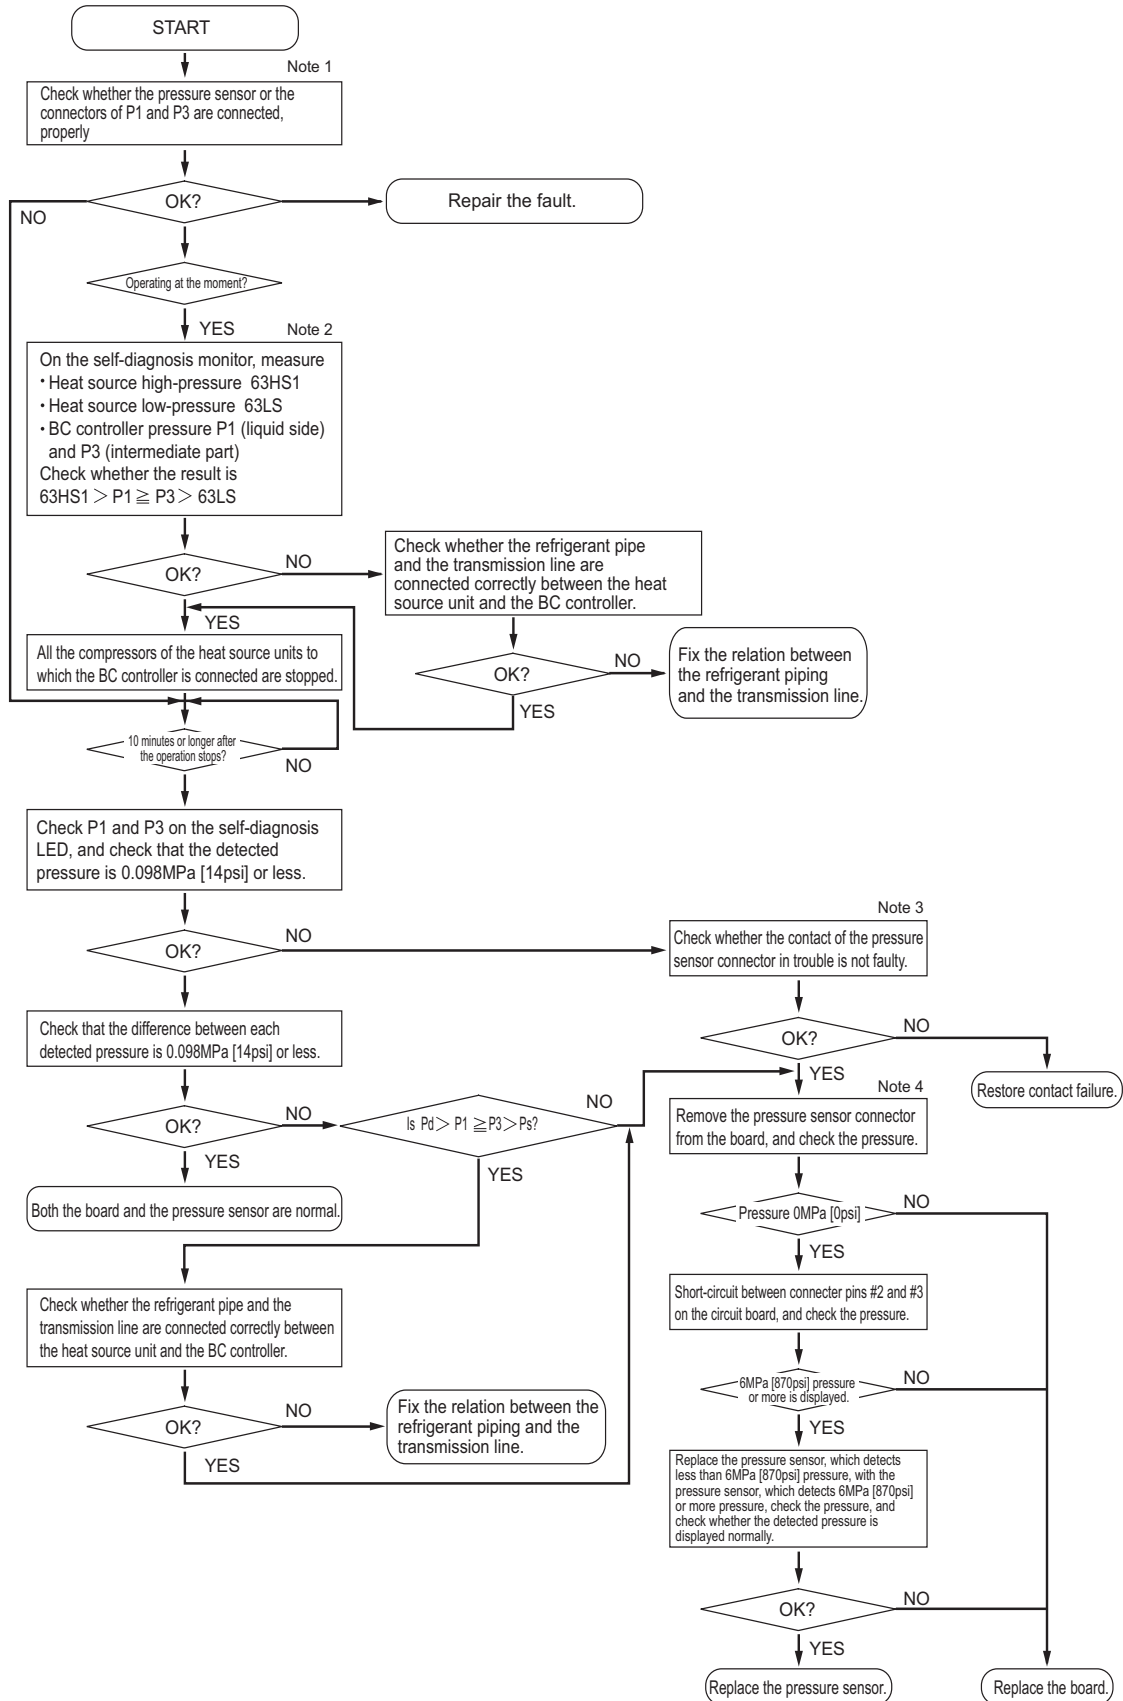 START
Note 1
Check whether the pressure sensor or the
connectors of P1 and P3 are connected,
properly
OK?
NO
Repair the fault.
Operating at the moment?
YES
Note 2
On the self-diagnosis monitor, measure
・Heat source high-pressure 63HS1
・Heat source low-pressure 63LS
・BC controller pressure P1 (liquid side)
and P3 (intermediate part)
Check whether the result is
63HS1＞P1≧P3＞63LS
OK?
NO
Check whether the refrigerant pipe
and the transmission line are
connected correctly between the heat
source unit and the BC controller.
YES
All the compressors of the heat source units to
which the BC controller is connected are stopped.
OK?
NO
Fix the relation between
the refrigerant piping
and the transmission line.
YES
10 minutes or longer after
the operation stops?
NO
Check P1 and P3 on the self-diagnosis
LED, and check that the detected
pressure is 0.098MPa [14psi] or less.
OK?
NO
Note 3
Check whether the contact of the pressure
sensor connector in trouble is not faulty.
Check that the difference between each
detected pressure is 0.098MPa [14psi] or less.
OK?
NO
YES
Restore contact failure.
OK?
NO
Is Pd＞P1≧P3＞Ps?
NO
YES
YES
Both the board and the pressure sensor are normal.
Note 4
Remove the pressure sensor connector
from the board, and check the pressure.
Pressure 0MPa [0psi]
NO
YES
Check whether the refrigerant pipe and the
transmission line are connected correctly between
the heat source unit and the BC controller.
Short-circuit between connecter pins #2 and #3
on the circuit board, and check the pressure.
6MPa [870psi] pressure
or more is displayed.
NO
YES
OK?
NO
Fix the relation between the
refrigerant piping and the
transmission line.
YES
Replace the pressure sensor, which detects
less than 6MPa [870psi] pressure, with the
pressure sensor, which detects 6MPa [870psi]
or more pressure, check the pressure, and
check whether the detected pressure is
displayed normally.
OK?
NO
YES
Replace the pressure sensor.
Replace the board.